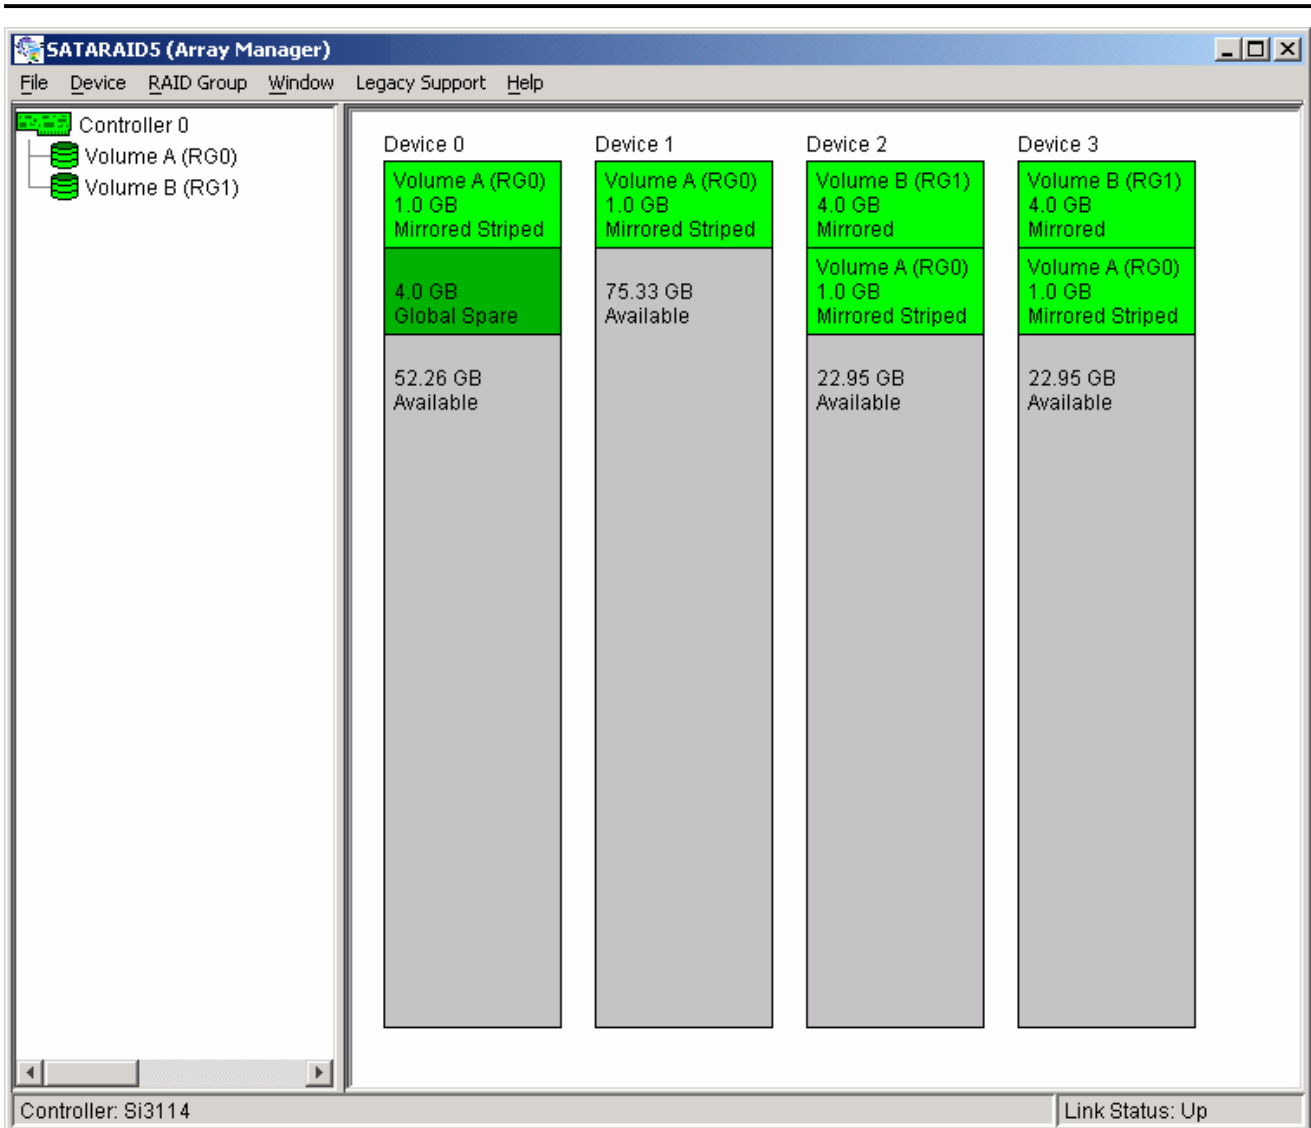 SATARAID5 (Array Manager)
File Device RAID Group Window Legacy Support Help
Controller 0
Volume A (RG0)
Volume B (RG1)
Device 0
Volume A (RG0)
1.0 GB
Mirrored Striped
4.0 GB
Global Spare
52.26 GB
Available
Device 1
Volume A (RG0)
1.0 GB
Mirrored Striped
75.33 GB
Available
Device 2
Volume B (RG1)
4.0 GB
Mirrored
Volume A (RG0)
1.0 GB
Mirrored Striped
22.95 GB
Available
Device 3
Volume B (RG1)
4.0 GB
Mirrored
Volume A (RG0)
1.0 GB
Mirrored Striped
22.95 GB
Available
Controller: Si3114
Link Status: Up